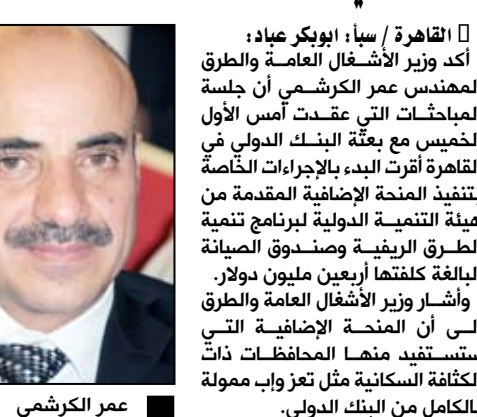 القاهرة / سبأ: ابوبكر عباد:
أكد وزير الأشغال العامة والطرق
لمهندس عمر الكرشمي أن جلسة
لمباحثات التي عقدت أمس الأول
لخميس مع بعثة البنك الدولي في
لقاهرة أقرت البدء بالإجراءات الخاصة
بتنفيذ المنحة الإضافية المقدمة من
هيئة التنمية الدولية لبرنامج تنمية
لطرق الريفية وصندوق الصيانة
لبالغة كلفتها أربعين مليون دولار.
وأشار وزير الأشغال العامة والطرق
لى أن المنحة الإضافية التي
ستستفيد منها المحافظات ذات
لكثافة السكانية مثل تعز وإب ممولة
بالكامل من البنك الدولي.
عمر الكرشمي